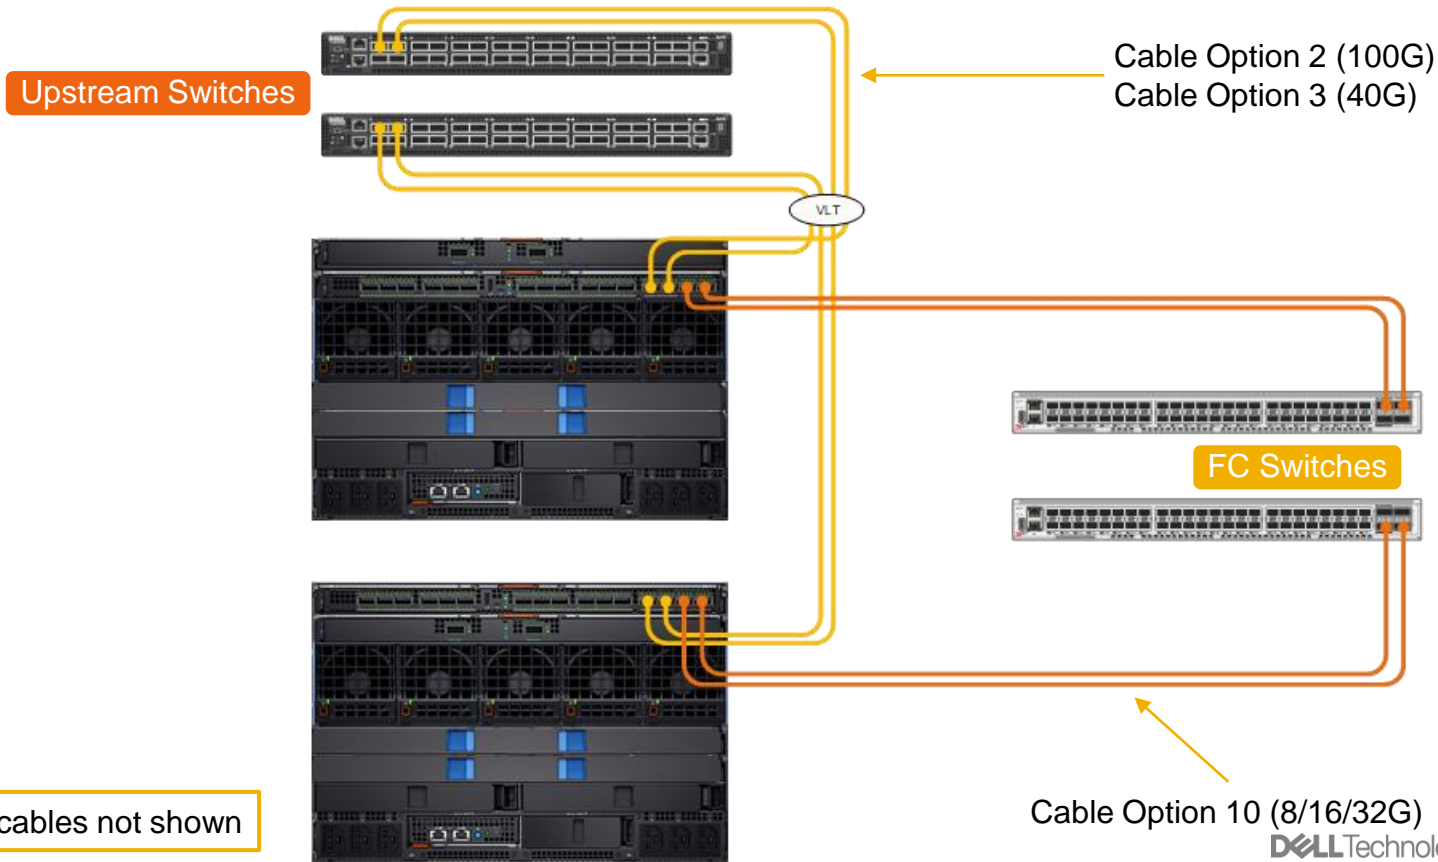 Cable Option 2 (100G)
Cable Option 3 (40G)
Upstream Switches
VLT
FC Switches
cables not shown
Cable Option 10 (8/16/32G)
DELLTechnol